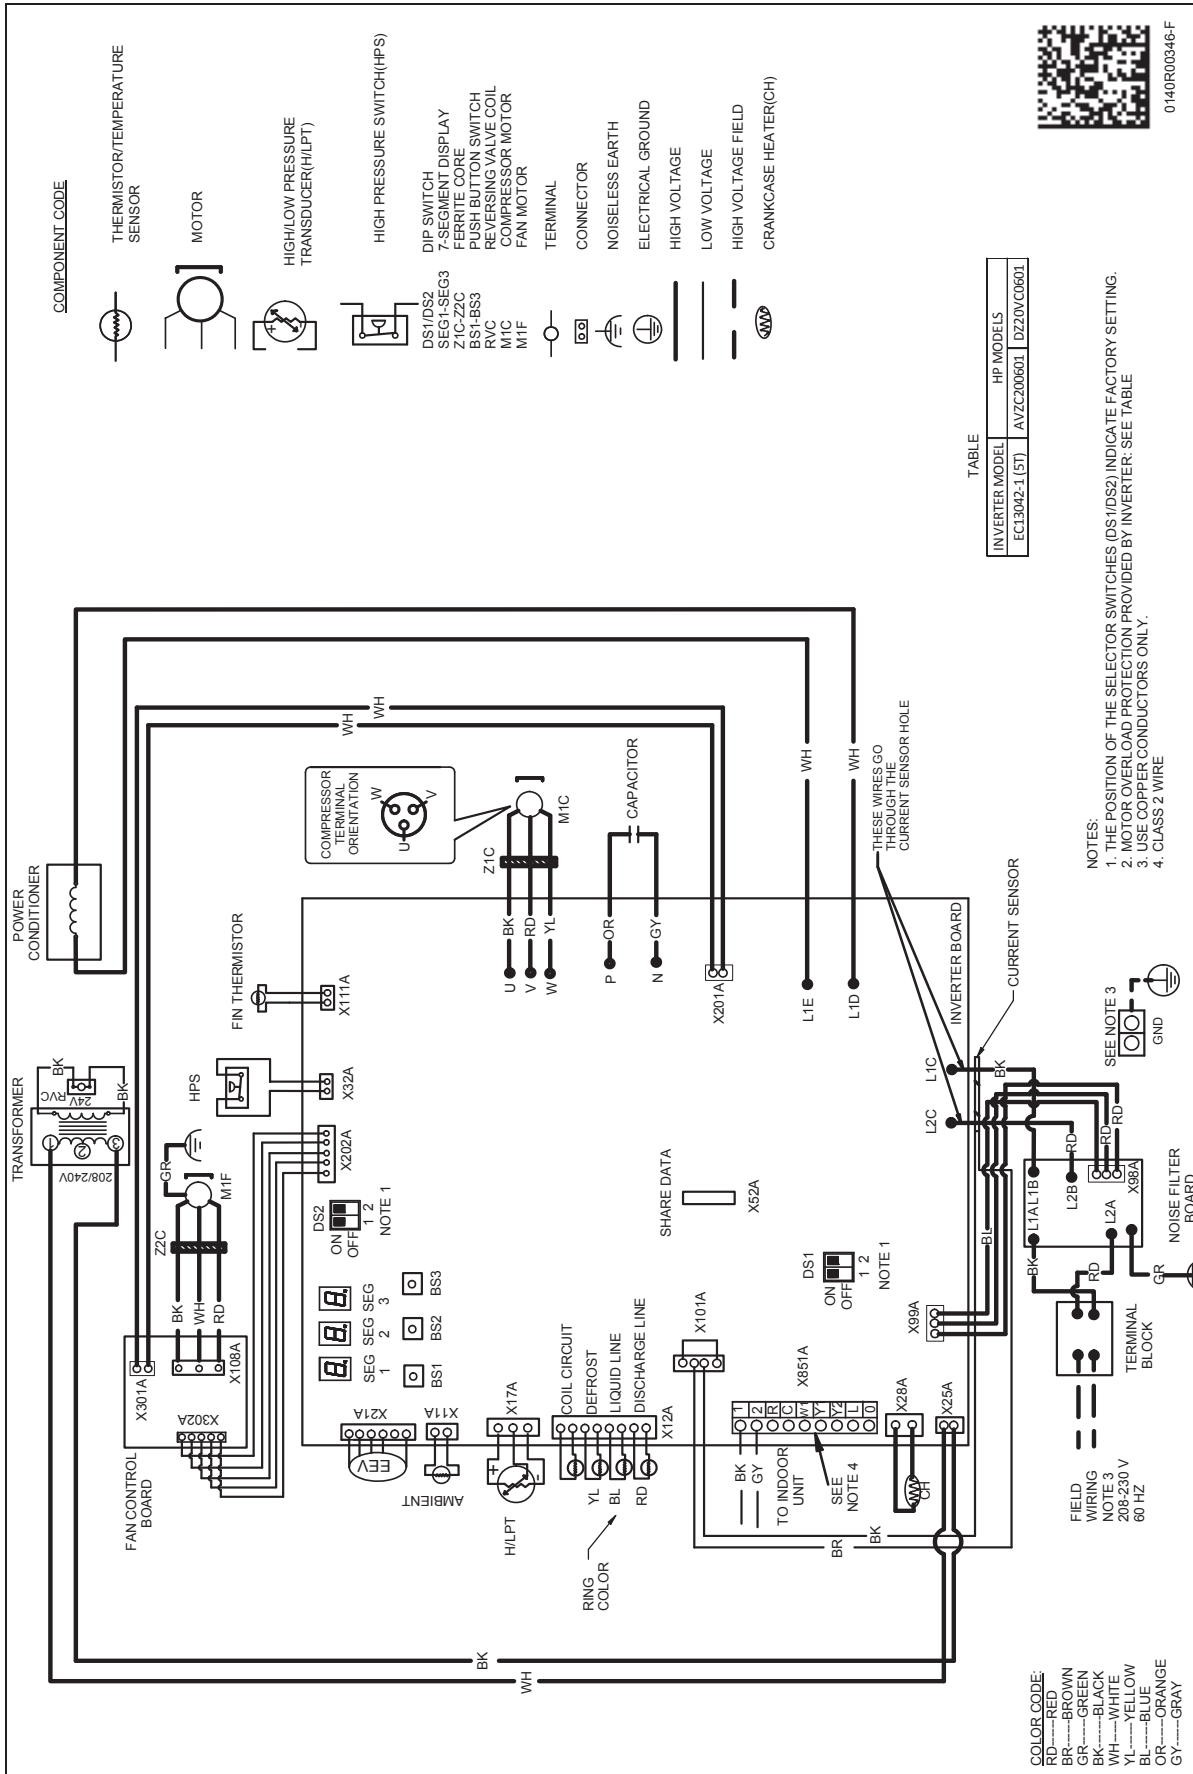 COMPONENT CODE
THERMISTOR/TEMPERATURE
SENSOR
MOTOR
HIGH/LOW PRESSURE
TRANSDUCER(H/LPT)
HIGH PRESSURE SWITCH(HPS)
DS1/DS2 DIP SWITCH
SEG1-SEG3 7-SEGMENT DISPLAY
Z1C-Z2C FERRITE CORE
BS1-BS3 PUSH BUTTON SWITCH
RVC REVERSING VALVE COIL
M1C COMPRESSOR MOTOR
M1F FAN MOTOR
TERMINAL
CONNECTOR
NOISELESS EARTH
ELECTRICAL GROUND
HIGH VOLTAGE
LOW VOLTAGE
HIGH VOLTAGE FIELD
CRANKCASE HEATER(CH)
0140R00346-F
TABLE
INVERTER MODEL HP MODELS
EC13042-1 (5T) AVZC200601 DZ20VC0601
NOTES:
1. THE POSITION OF THE SELECTOR SWITCHES (DS1/DS2) INDICATE FACTORY SETTING.
2. MOTOR OVERLOAD PROTECTION PROVIDED BY INVERTER: SEE TABLE
3. USE COPPER CONDUCTORS ONLY.
4. CLASS 2 WIRE
POWER
CONDITIONER
TRANSFORMER
1
2
3
208/240V
24V
RVC
BK
BK
FAN CONTROL
BOARD
X301A
X302A
X108A
BK
WH
RD
Z2C
M1F
GR
HPS
X32A
FIN THERMISTOR
X111A
X202A
WH
WH
COMPRESSOR
TERMINAL
ORIENTATION
U
W
V
Z1C
M1C
U BK
V RD
W YL
P OR
N GY
CAPACITOR
X201A
L1E WH
L1D WH
SEG
1
SEG
2
SEG
3
BS1
BS2
BS3
DS2
ON
OFF
1 2
NOTE 1
EEV
X21A
AMBIENT
X11A
H/LPT
+
-
X17A
COIL CIRCUIT
DEFROST
LIQUID LINE
DISCHARGE LINE
X12A
YL
BL
RD
RING
COLOR
SHARE DATA
X52A
DS1
ON
OFF
1 2
NOTE 1
X101A
X851A
1
2
R
C
W1
Y1
Y2
L
0
BK
GY
TO INDOOR
UNIT
SEE
NOTE 4
X28A
CH
X25A
X99A
BR
BK
BK
WH
INVERTER BOARD
THESE WIRES GO
THROUGH THE
CURRENT SENSOR HOLE
CURRENT SENSOR
L1C
L2C
BK
RD
RD
RD
BL
L1A
L1B
L2B
L2A
X98A
NOISE FILTER
BOARD
BK
RD
GR
SEE NOTE 3
GND
TERMINAL
BLOCK
FIELD
WIRING
NOTE 3
208-230 V
60 HZ
COLOR CODE:
RD-----RED
BR-----BROWN
GR-----GREEN
BK-----BLACK
WH----WHITE
YL-----YELLOW
BL-----BLUE
OR----ORANGE
GY----GRAY